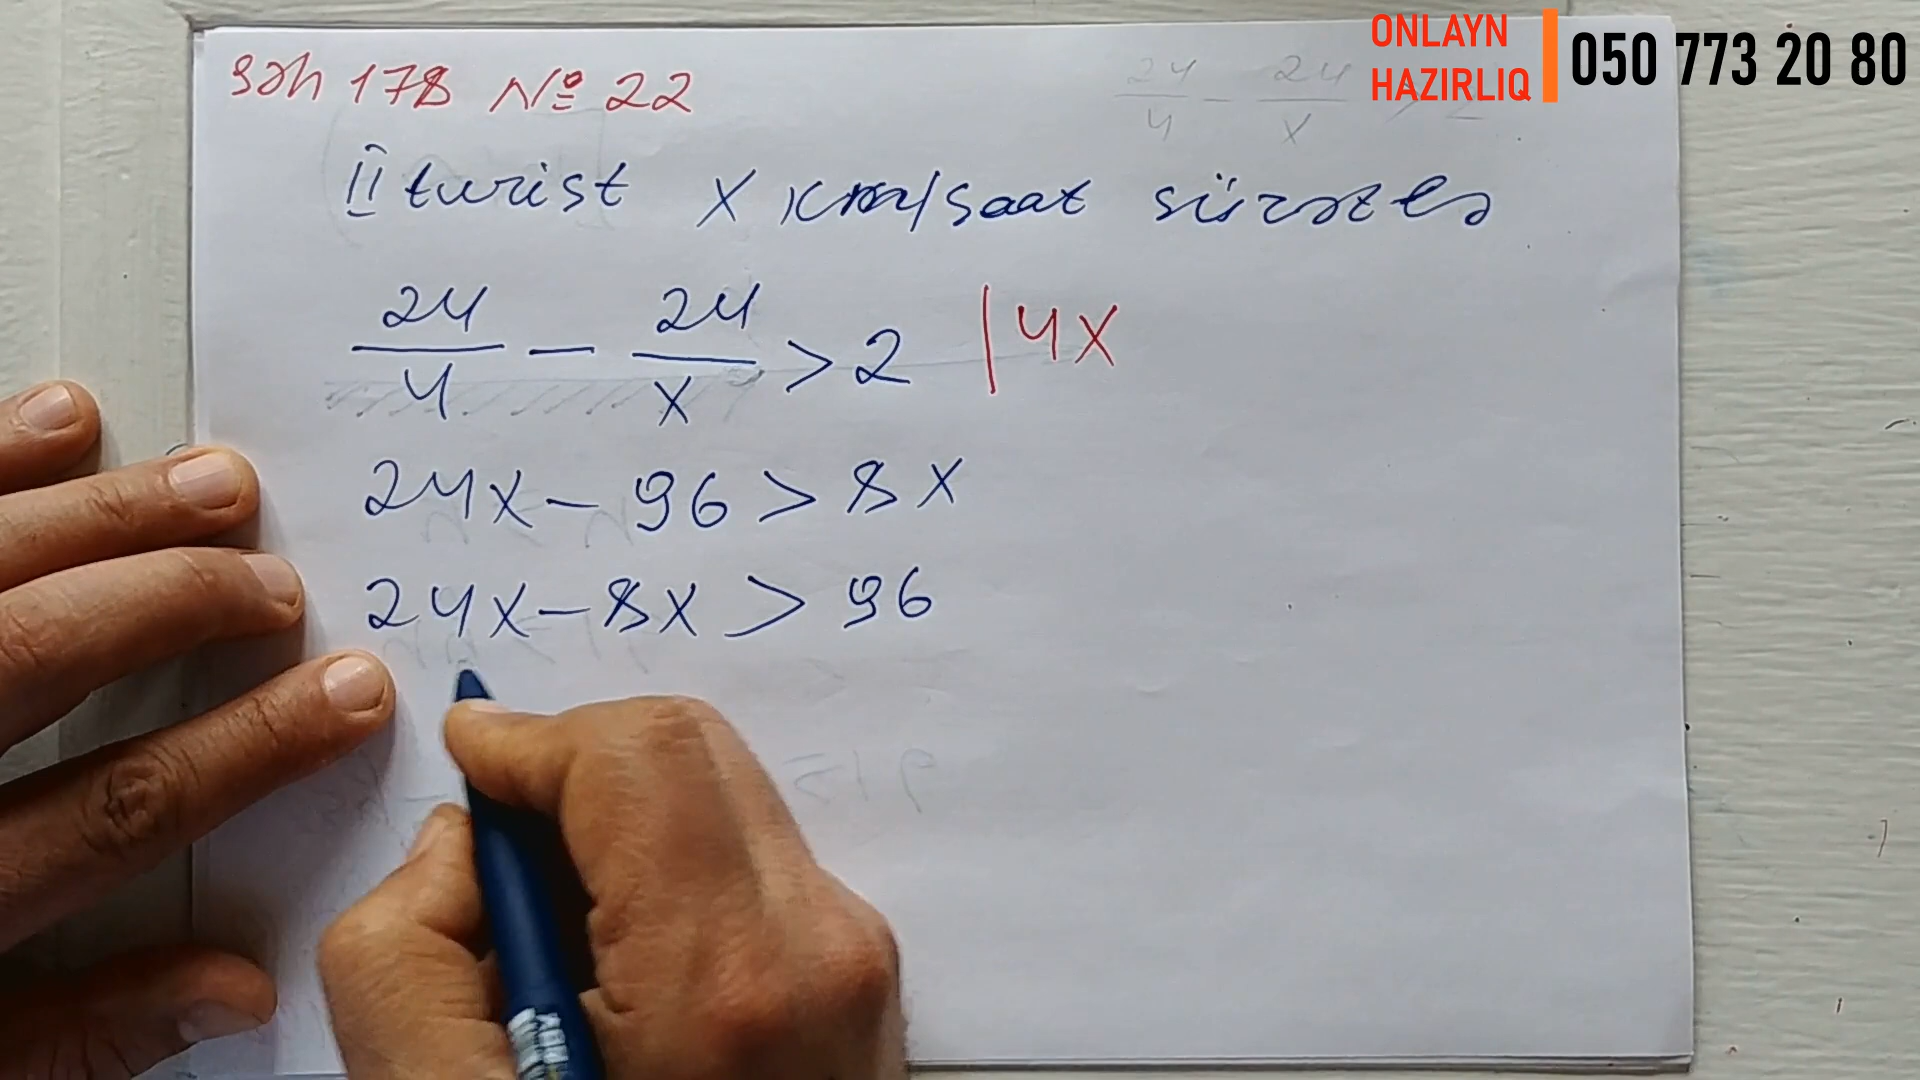 ONLAYN
HAZIRLIQ
050 773 20 80
səh 178 № 22
II turist x km/saat sürətlə
24/4 - 24/x > 2 | 4x
24x - 96 > 8x
24x - 8x > 96